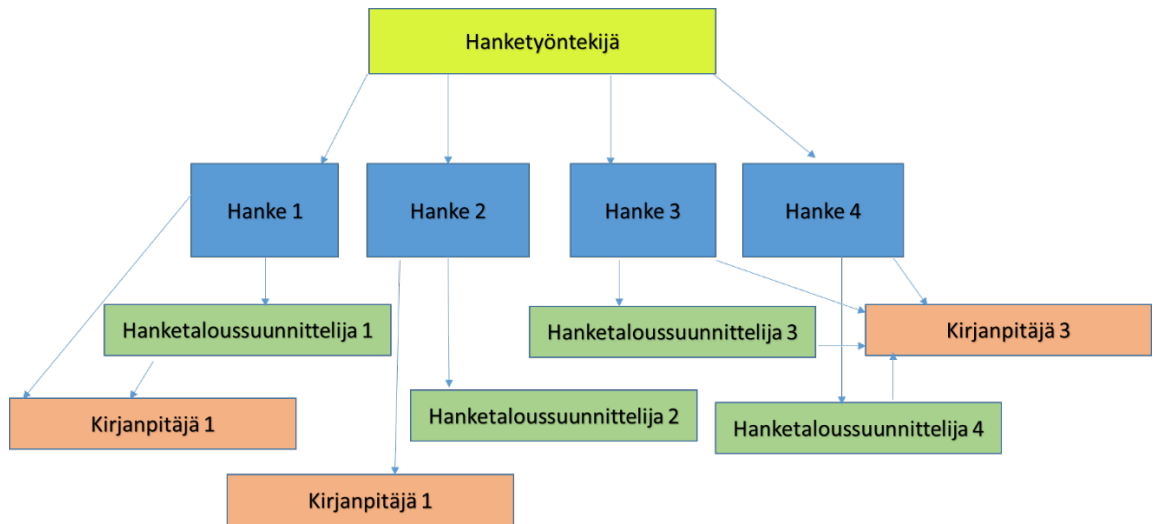 Hanketyöntekijä
Hanke 1
Hanke 2
Hanke 3
Hanke 4
Hanketaloussuunnittelija 1
Hanketaloussuunnittelija 3
Kirjanpitäjä 3
Kirjanpitäjä 1
Hanketaloussuunnittelija 2
Hanketaloussuunnittelija 4
Kirjanpitäjä 1